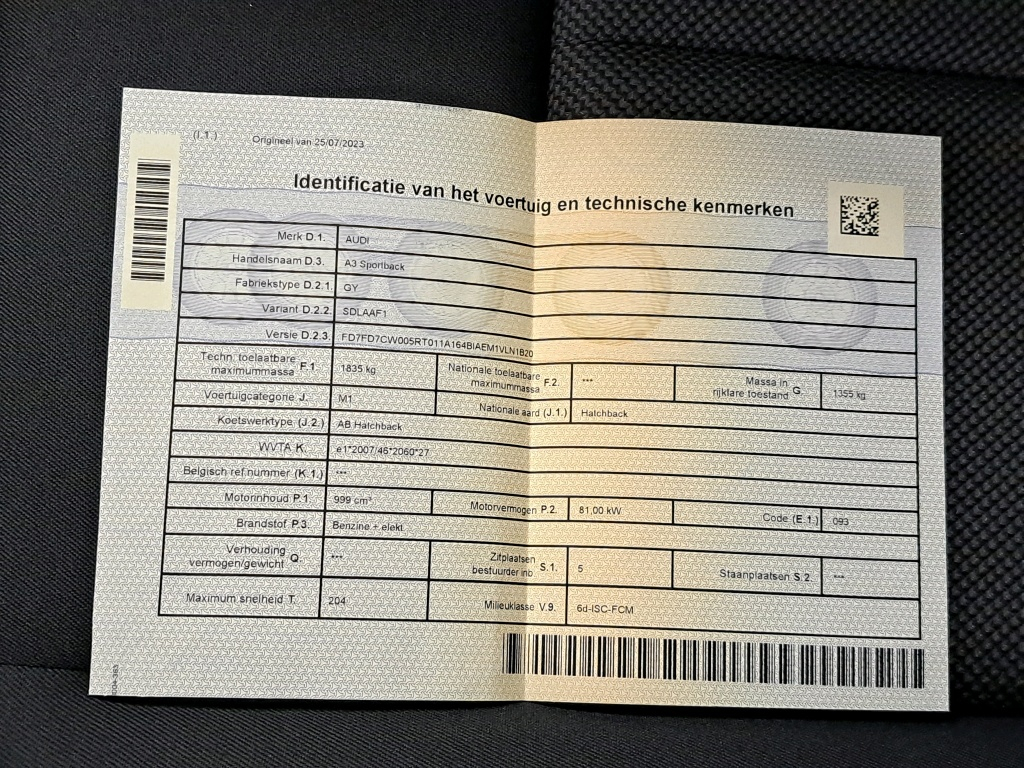 (I.1.)
Origineel van 25/07/2023
Identificatie van het voertuig en technische kenmerken
Merk D.1. AUDI
Handelsnaam D.3. A3 Sportback
Fabriekstype D.2.1. GY
Variant D.2.2. SDLAAF1
Versie D.2.3. FD7FD7CW005RT011A164BIAEM1VLN1B20
Techn. toelaatbare maximummassa F.1. 1835 kg Nationale toelaatbare maximummassa F.2. *** Massa in rijklare toestand G. 1355 kg
Voertuigcategorie J. M1 Nationale aard (J.1.) Hatchback
Koetswerktype (J.2.) AB Hatchback
WVTA K. e1*2007/46*2060*27
Belgisch ref.nummer (K.1.) ***
Motorinhoud P.1. 999 cm³ Motorvermogen P.2. 81,00 kW Code (E.1.) 093
Brandstof P.3. Benzine + elekt.
Verhouding vermogen/gewicht Q. *** Zitplaatsen bestuurder inb S.1. 5 Staanplaatsen S.2. ***
Maximum snelheid T. 204 Milieuklasse V.9. 6d-ISC-FCM